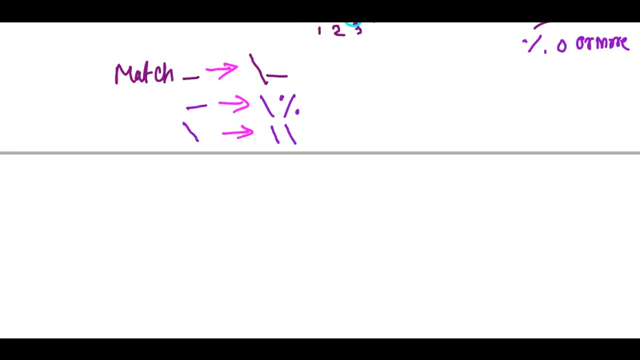 1 2 3
% 0 or more
Match _ → \_
_ → \%
\ → \\